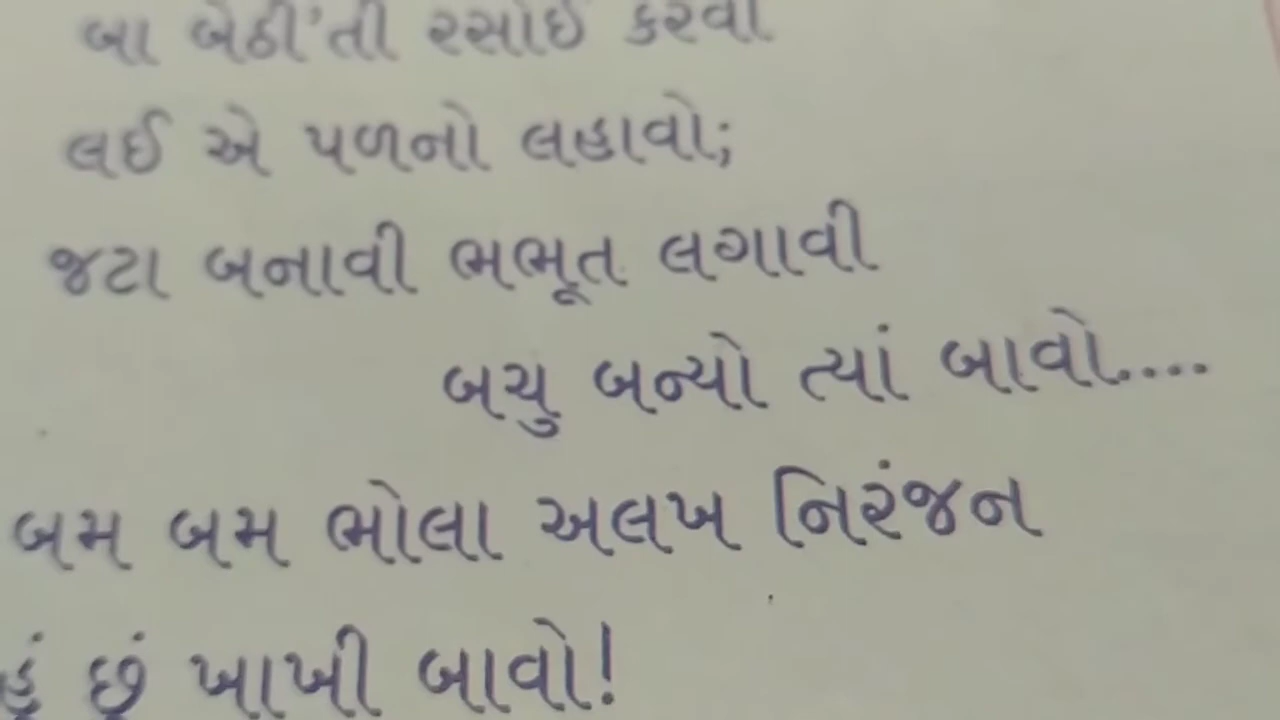 બા બેઠી'તી રસોઈ કરવા
લઈ એ પળનો લહાવો;
જટા બનાવી ભભૂત લગાવી
બચુ બન્યો ત્યાં બાવો....
બમ બમ ભોલા અલખ નિરંજન
હું છું ખાખી બાવો!